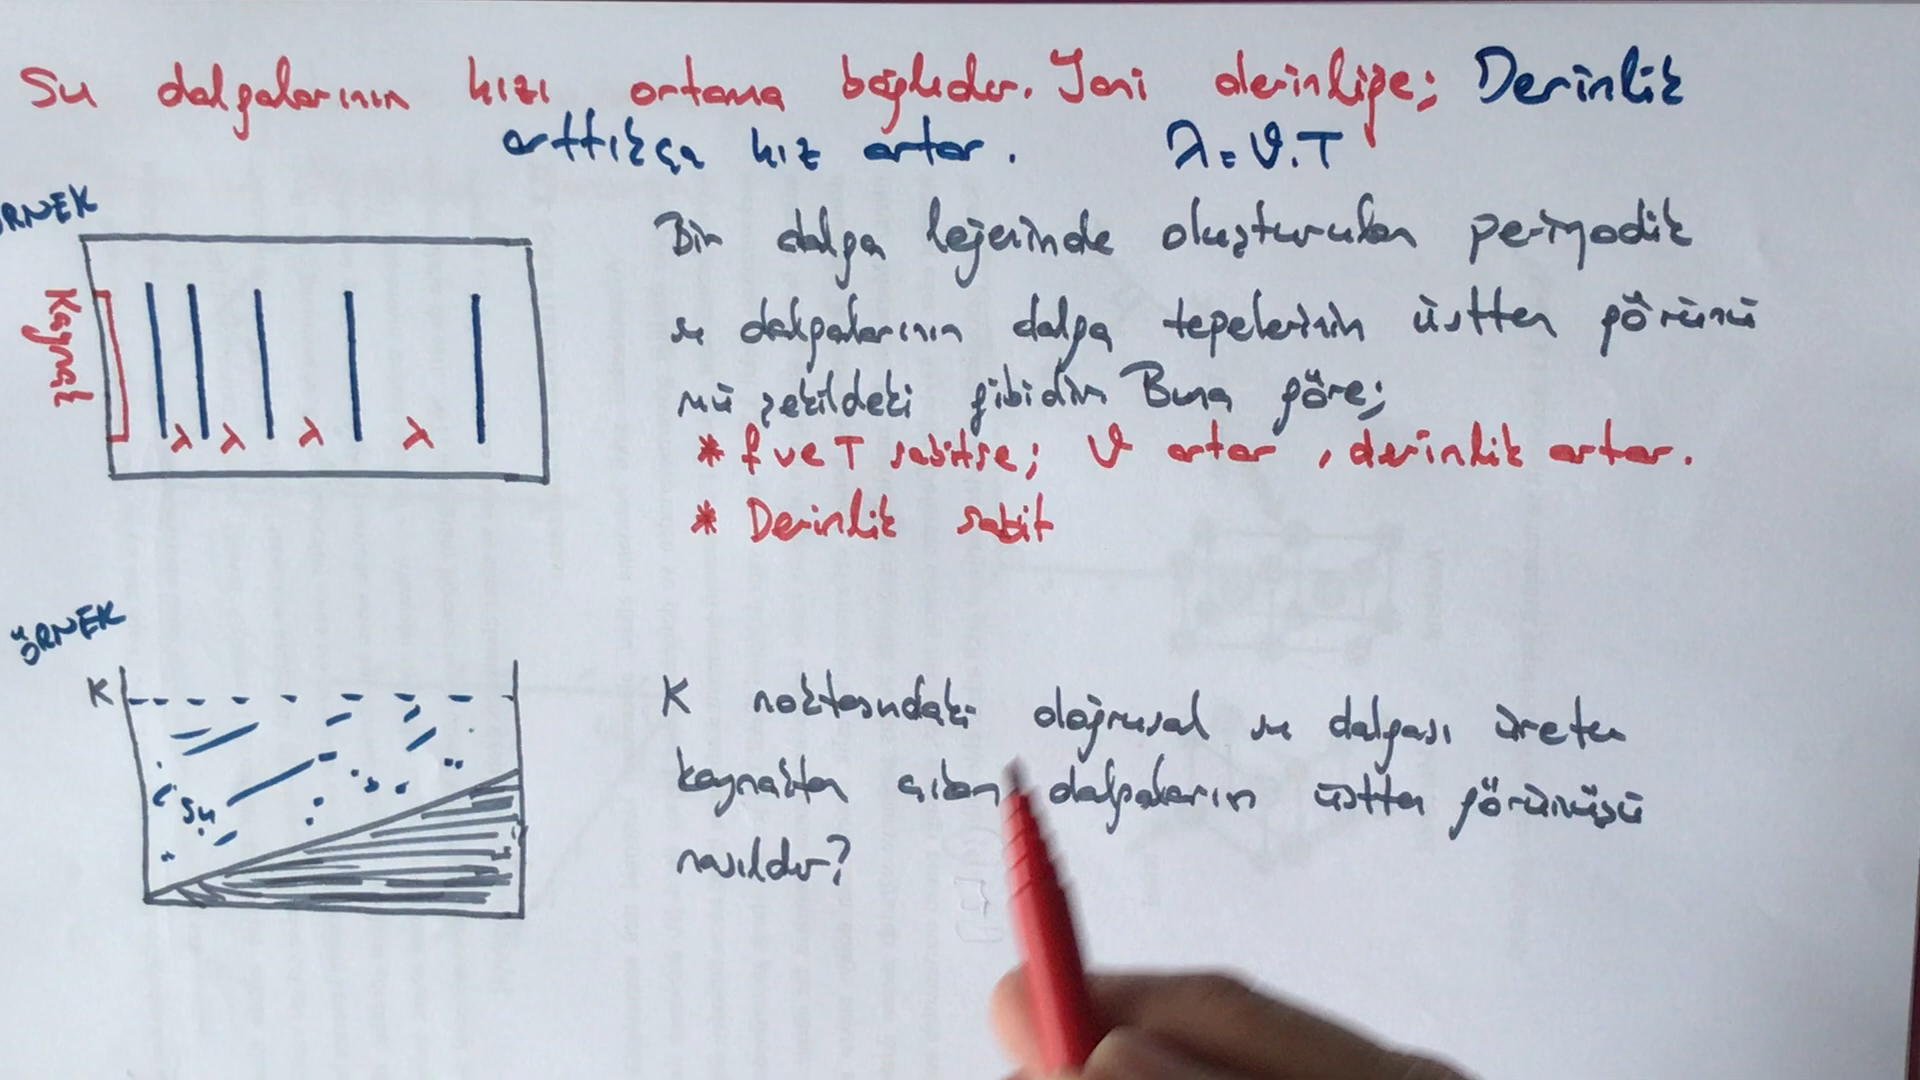 Su dalgalarının hızı ortama bağlıdır. Yani derinliğe; Derinlik
arttıkça hız artar. λ = ϑ.T
ÖRNEK
Kaynak
λ λ λ λ
Bir dalga leğeninde oluşturulan periyodik
su dalgalarının dalga tepelerinin üstten görünü
mü şekildeki gibidir. Buna göre;
* f ve T sabitse; ϑ artar, derinlik artar.
* Derinlik sabit
ÖRNEK
K
Su
K noktasındaki doğrusal su dalgası üreten
kaynaktan çıkan dalgaların üstten görünüşü
nasıldır?